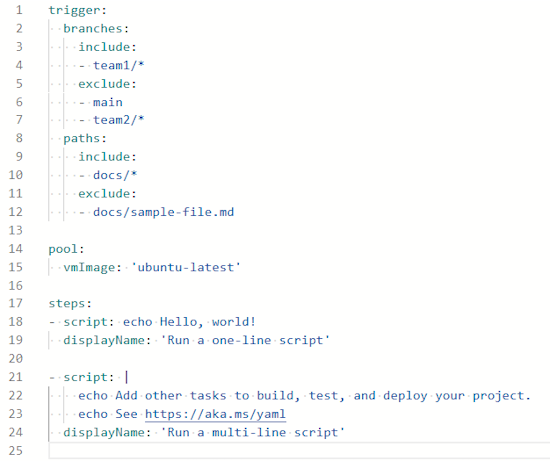 1 trigger:
2   branches:
3     include:
4     - team1/*
5     exclude:
6     - main
7     - team2/*
8   paths:
9     include:
10     - docs/*
11     exclude:
12     - docs/sample-file.md
13
14 pool:
15   vmImage: 'ubuntu-latest'
16
17 steps:
18 - script: echo Hello, world!
19   displayName: 'Run a one-line script'
20
21 - script: |
22     echo Add other tasks to build, test, and deploy your project.
23     echo See https://aka.ms/yaml
24   displayName: 'Run a multi-line script'
25